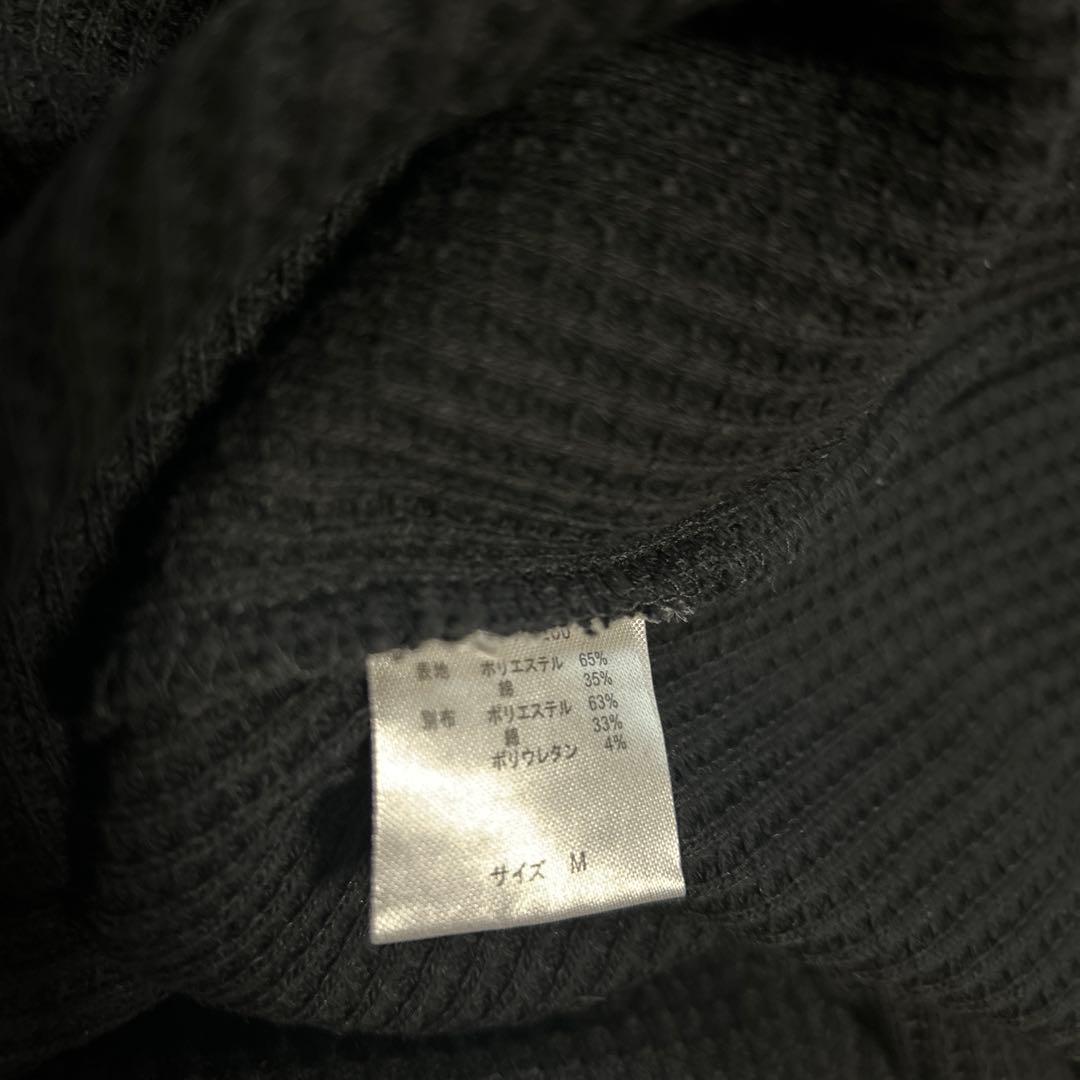 表地 ポリエステル 65%
綿 35%
別布 ポリエステル 63%
綿 33%
ポリウレタン 4%
サイズ M